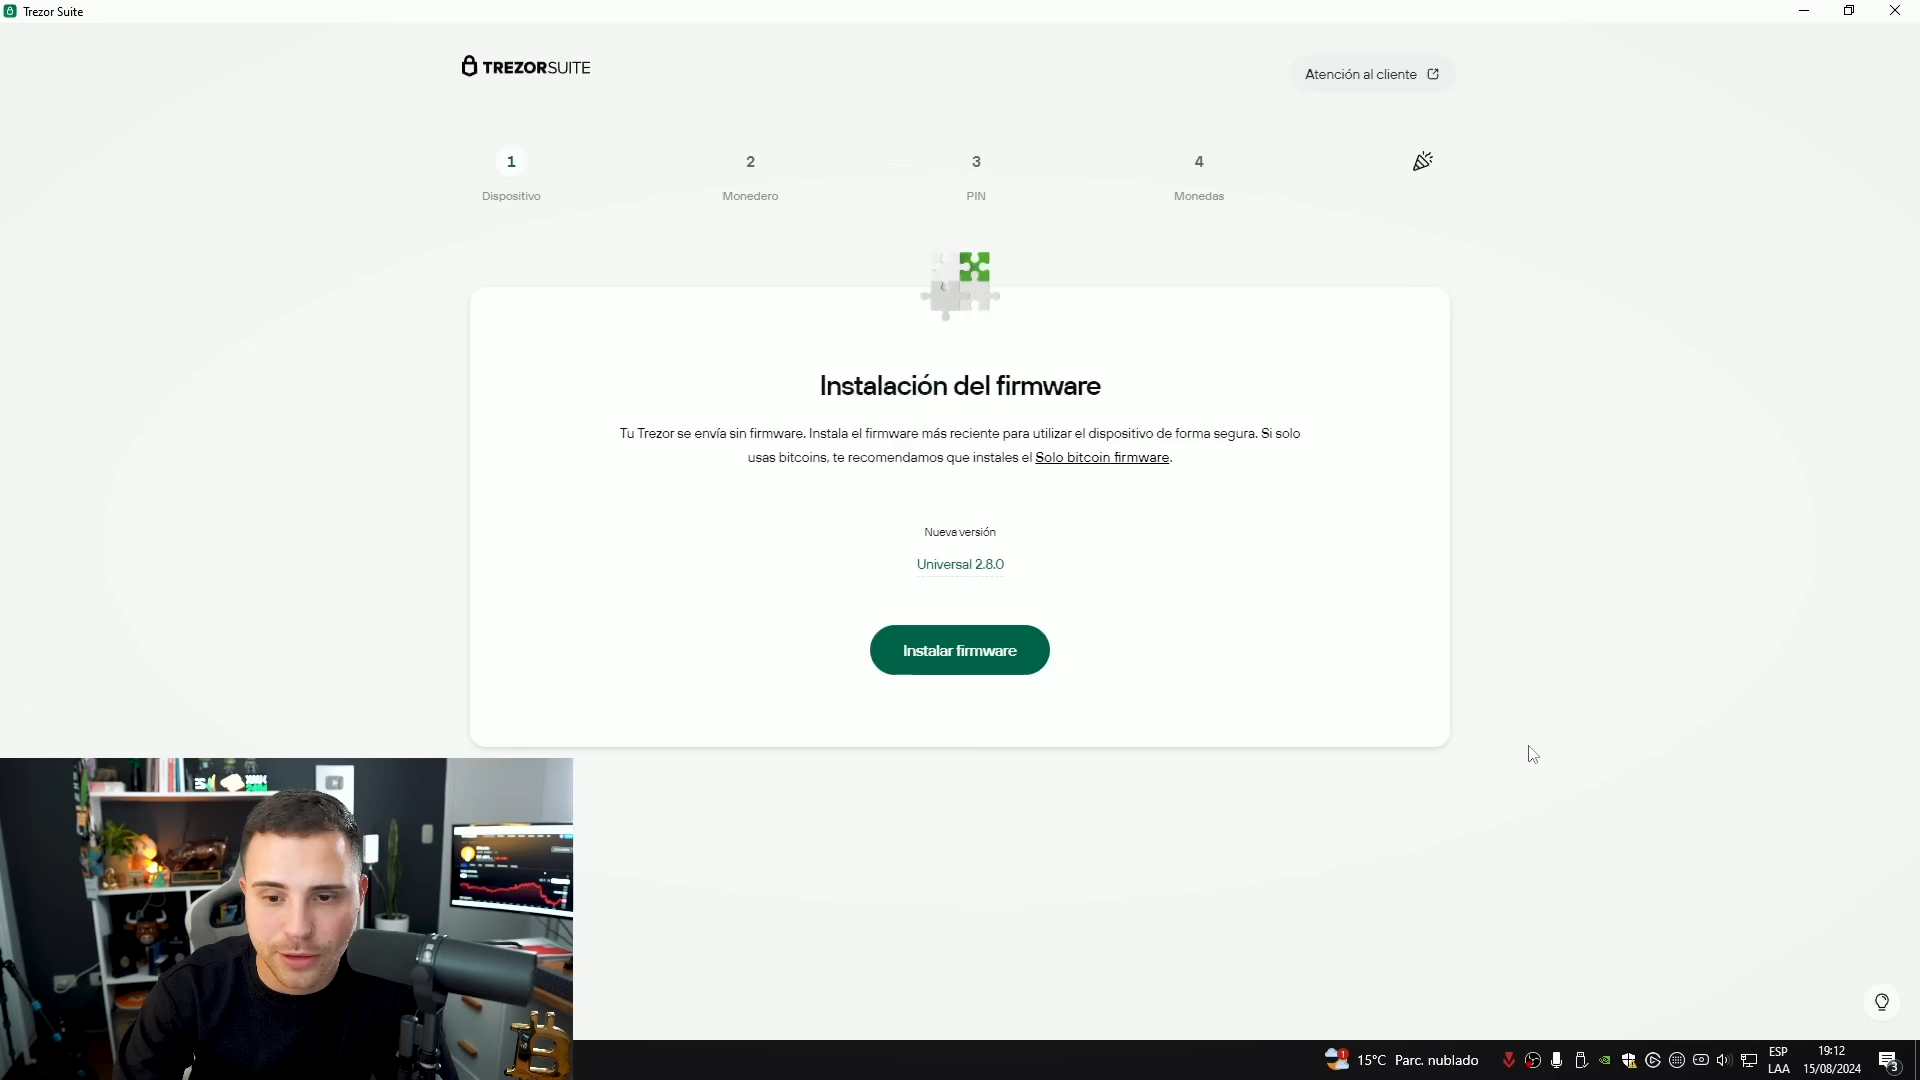 Trezor Suite
TREZORSUITE
Atención al cliente
1
2
3
4
Dispositivo
Monedero
PIN
Monedas
Instalación del firmware
Tu Trezor se envía sin firmware. Instala el firmware más reciente para utilizar el dispositivo de forma segura. Si solo
usas bitcoins, te recomendamos que instales el Solo bitcoin firmware.
Nueva versión
Universal 2.8.0
Instalar firmware
1
15°C Parc. nublado
ESP
LAA
19:12
15/08/2024
3